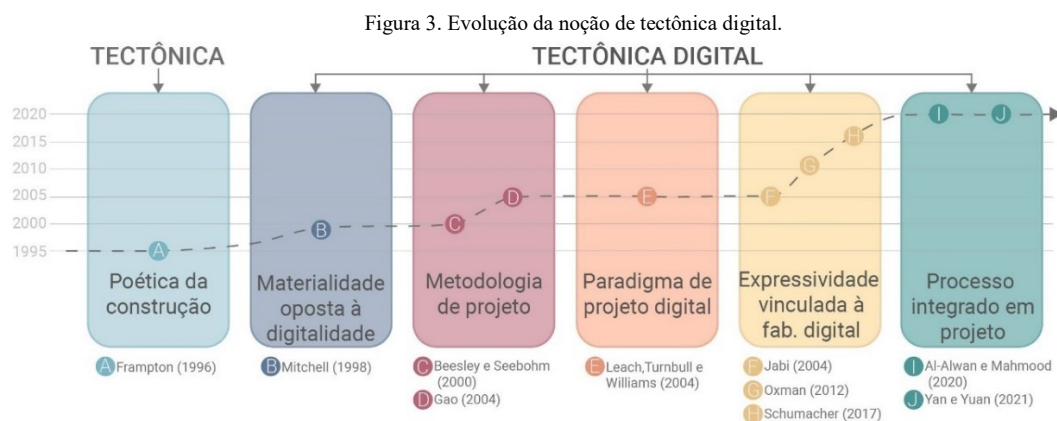 Figura 3. Evolução da noção de tectônica digital.
TECTÔNICA
TECTÔNICA DIGITAL
2020
2015
2010
2005
2000
1995
A
B
C
D
E
F
G
H
I
J
Poética da
construção
Materialidade
oposta à
digitalidade
Metodologia
de projeto
Paradigma de
projeto digital
Expressividade
vinculada à
fab. digital
Processo
integrado em
projeto
A Frampton (1996)
B Mitchell (1998)
C Beesley e Seebohm
(2000)
D Gao (2004)
E Leach,Turnbull e
Williams (2004)
F Jabi (2004)
G Oxman (2012)
H Schumacher (2017)
I Al-Alwan e Mahmood
(2020)
J Yan e Yuan (2021)